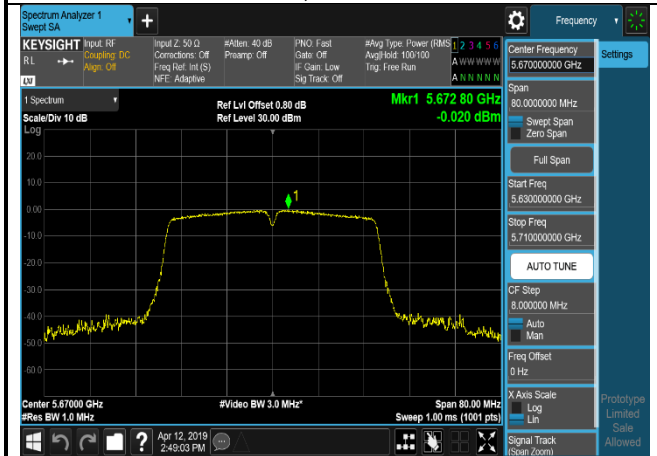 Spectrum Analyzer 1
Swept SA
+
Frequency
KEYSIGHT
RL
LXI
Input: RF
Coupling: DC
Align: Off
Input Z: 50 Ω
Corrections: Off
Freq Ref: Int (S)
NFE: Adaptive
#Atten: 40 dB
Preamp: Off
PNO: Fast
Gate: Off
IF Gain: Low
Sig Track: Off
#Avg Type: Power (RMS
Avg|Hold: 100/100
Trig: Free Run
1 2 3 4 5 6
A W W W W W
A N N N N N
Center Frequency
5.670000000 GHz
Settings
Span
80.0000000 MHz
Swept Span
Zero Span
Full Span
Start Freq
5.630000000 GHz
Stop Freq
5.710000000 GHz
AUTO TUNE
CF Step
8.000000 MHz
Auto
Man
Freq Offset
0 Hz
X Axis Scale
Log
Lin
Signal Track
(Span Zoom)
Prototype
Limited
Sale
Allowed
1 Spectrum
Scale/Div 10 dB
Log
Ref Lvl Offset 0.80 dB
Ref Level 30.00 dBm
Mkr1 5.672 80 GHz
-0.020 dBm
20.0
10.0
0.00
-10.0
-20.0
-30.0
-40.0
-50.0
-60.0
1
Center 5.67000 GHz
#Res BW 1.0 MHz
#Video BW 3.0 MHz*
Span 80.00 MHz
Sweep 1.00 ms (1001 pts)
?
Apr 12, 2019
2:49:03 PM